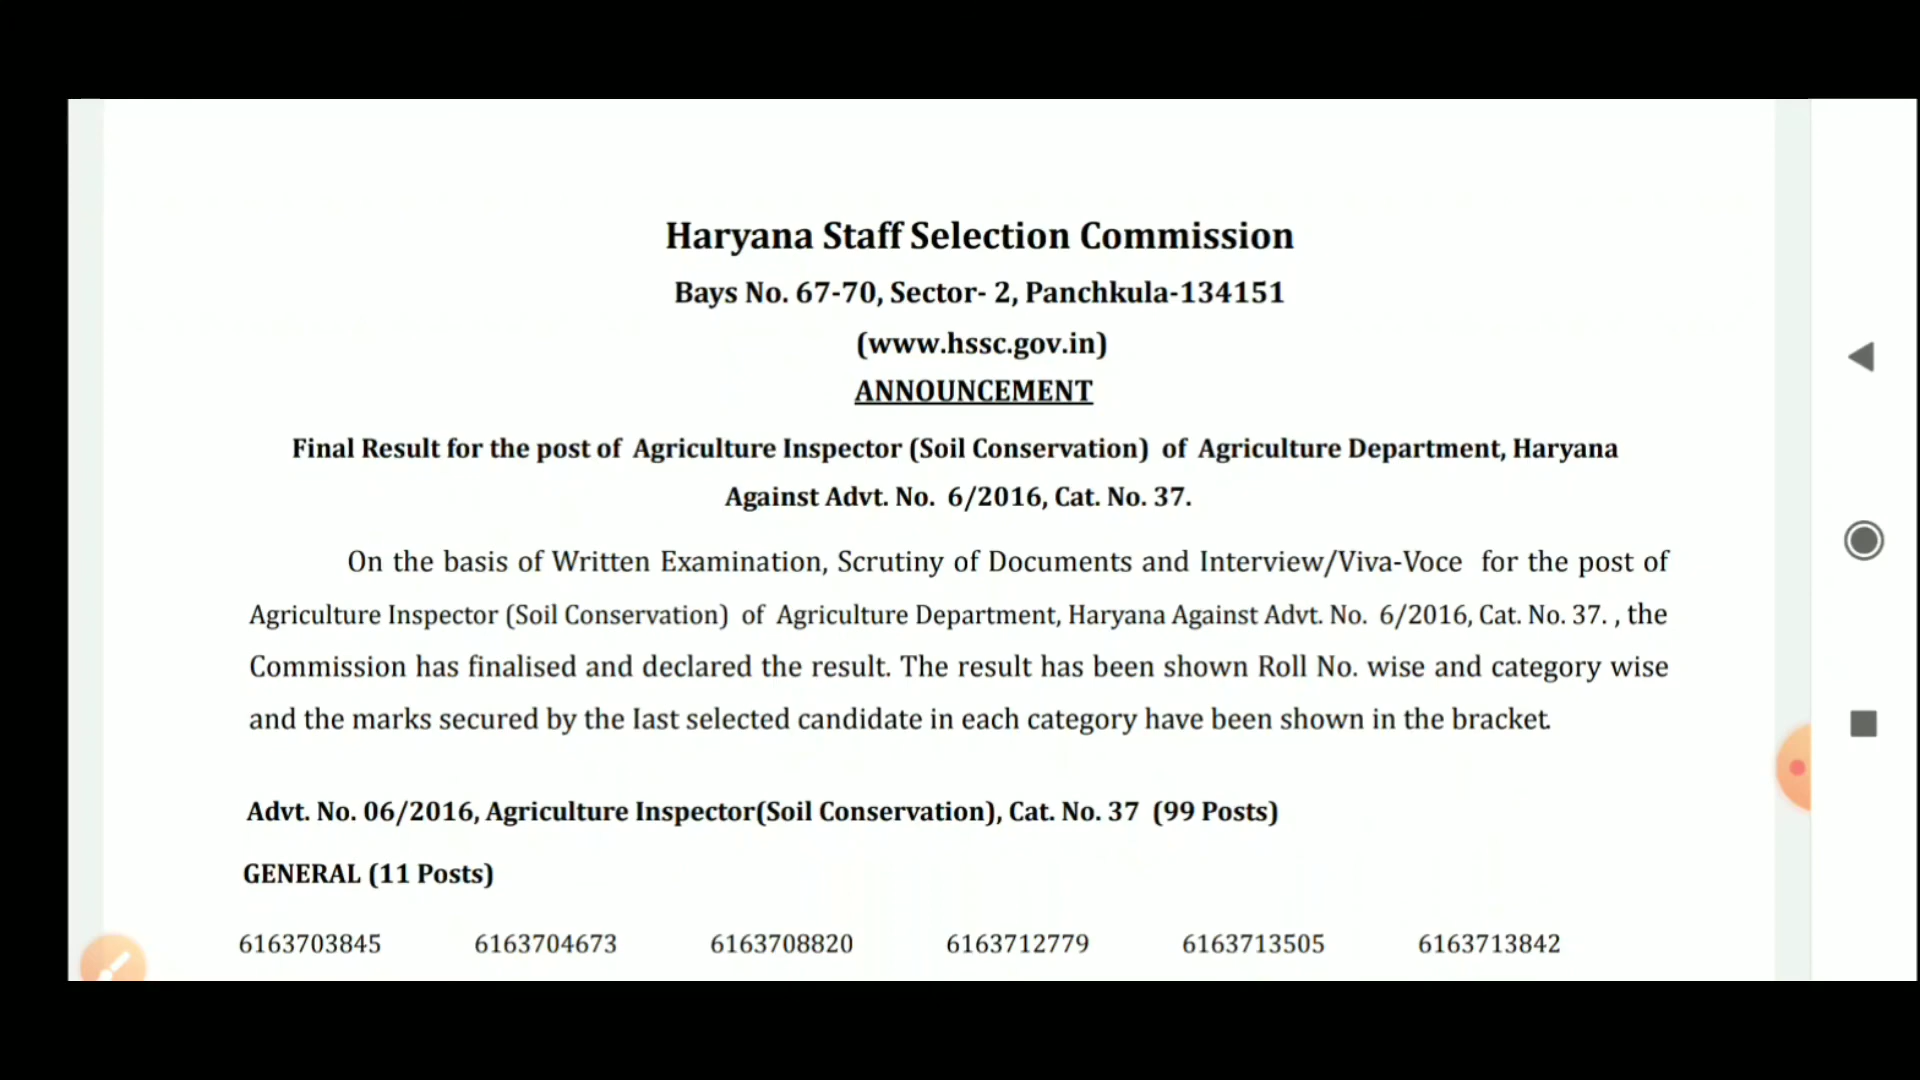 Haryana Staff Selection Commission
Bays No. 67-70, Sector- 2, Panchkula-134151
(www.hssc.gov.in)
ANNOUNCEMENT
Final Result for the post of Agriculture Inspector (Soil Conservation) of Agriculture Department, Haryana
Against Advt. No. 6/2016, Cat. No. 37.
On the basis of Written Examination, Scrutiny of Documents and Interview/Viva-Voce for the post of
Agriculture Inspector (Soil Conservation) of Agriculture Department, Haryana Against Advt. No. 6/2016, Cat. No. 37. , the
Commission has finalised and declared the result. The result has been shown Roll No. wise and category wise
and the marks secured by the last selected candidate in each category have been shown in the bracket.
Advt. No. 06/2016, Agriculture Inspector(Soil Conservation), Cat. No. 37 (99 Posts)
GENERAL (11 Posts)
6163703845 6163704673 6163708820 6163712779 6163713505 6163713842